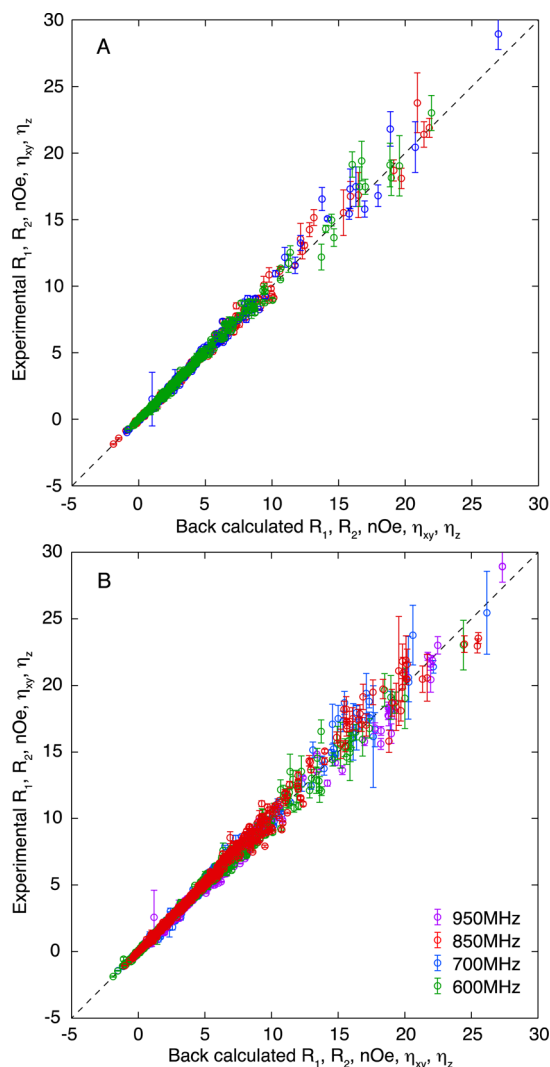 A
30
25
20
15
10
5
0
-5
-5 0 5 10 15 20 25 30
Experimental R₁, R₂, nOe, ηxy, ηz
Back calculated R₁, R₂, nOe, ηxy, ηz
B
30
25
20
15
10
5
0
-5
-5 0 5 10 15 20 25 30
Experimental R₁, R₂, nOe, ηxy, ηz
Back calculated R₁, R₂, nOe, ηxy, ηz
950MHz
850MHz
700MHz
600MHz